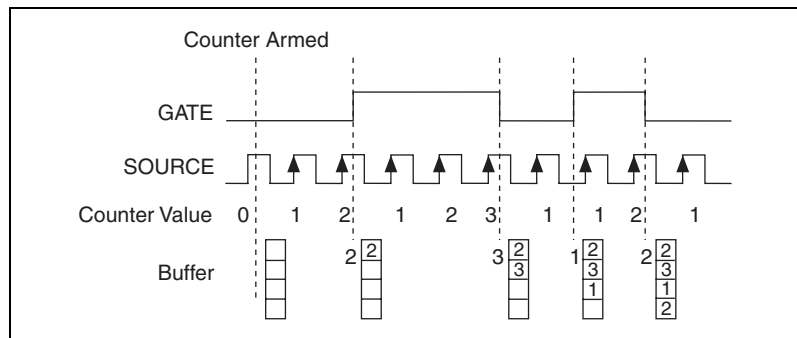 Counter Armed
GATE
SOURCE
Counter Value 0 1 2 1 2 3 1 1 2 1
Buffer
2 2
3 2 3
1 2 3 1
2 2 3 1 2